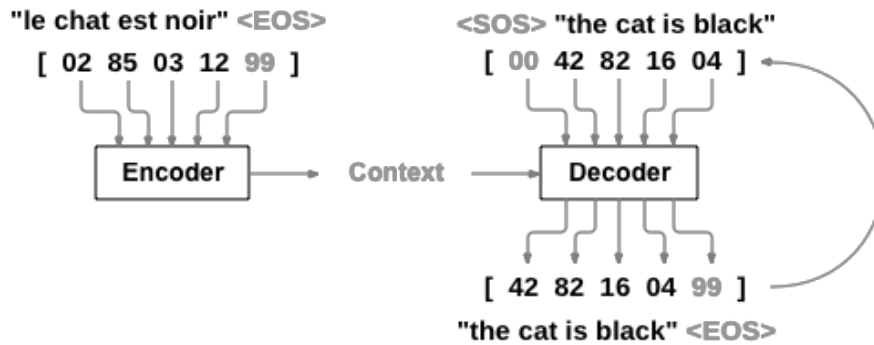 "le chat est noir" <EOS>
[ 02 85 03 12 99 ]
Encoder
Context
<SOS> "the cat is black"
[ 00 42 82 16 04 ]
Decoder
[ 42 82 16 04 99 ]
"the cat is black" <EOS>